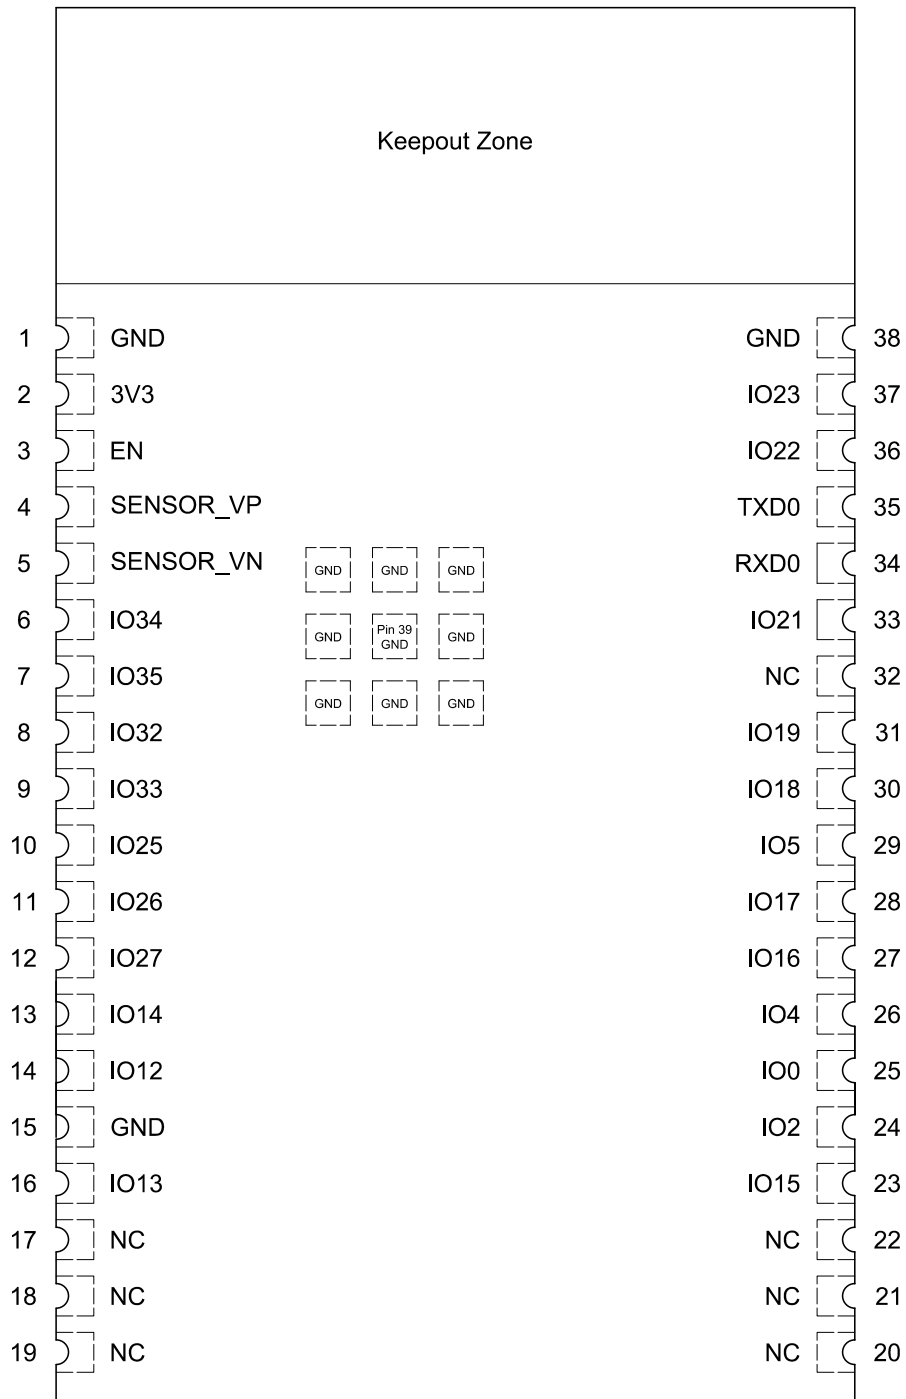 Keepout Zone
1 GND GND 38
2 3V3 IO23 37
3 EN IO22 36
4 SENSOR_VP TXD0 35
5 SENSOR_VN GND GND GND RXD0 34
6 IO34 GND Pin 39 GND GND IO21 33
7 IO35 GND GND GND NC 32
8 IO32 IO19 31
9 IO33 IO18 30
10 IO25 IO5 29
11 IO26 IO17 28
12 IO27 IO16 27
13 IO14 IO4 26
14 IO12 IO0 25
15 GND IO2 24
16 IO13 IO15 23
17 NC NC 22
18 NC NC 21
19 NC NC 20